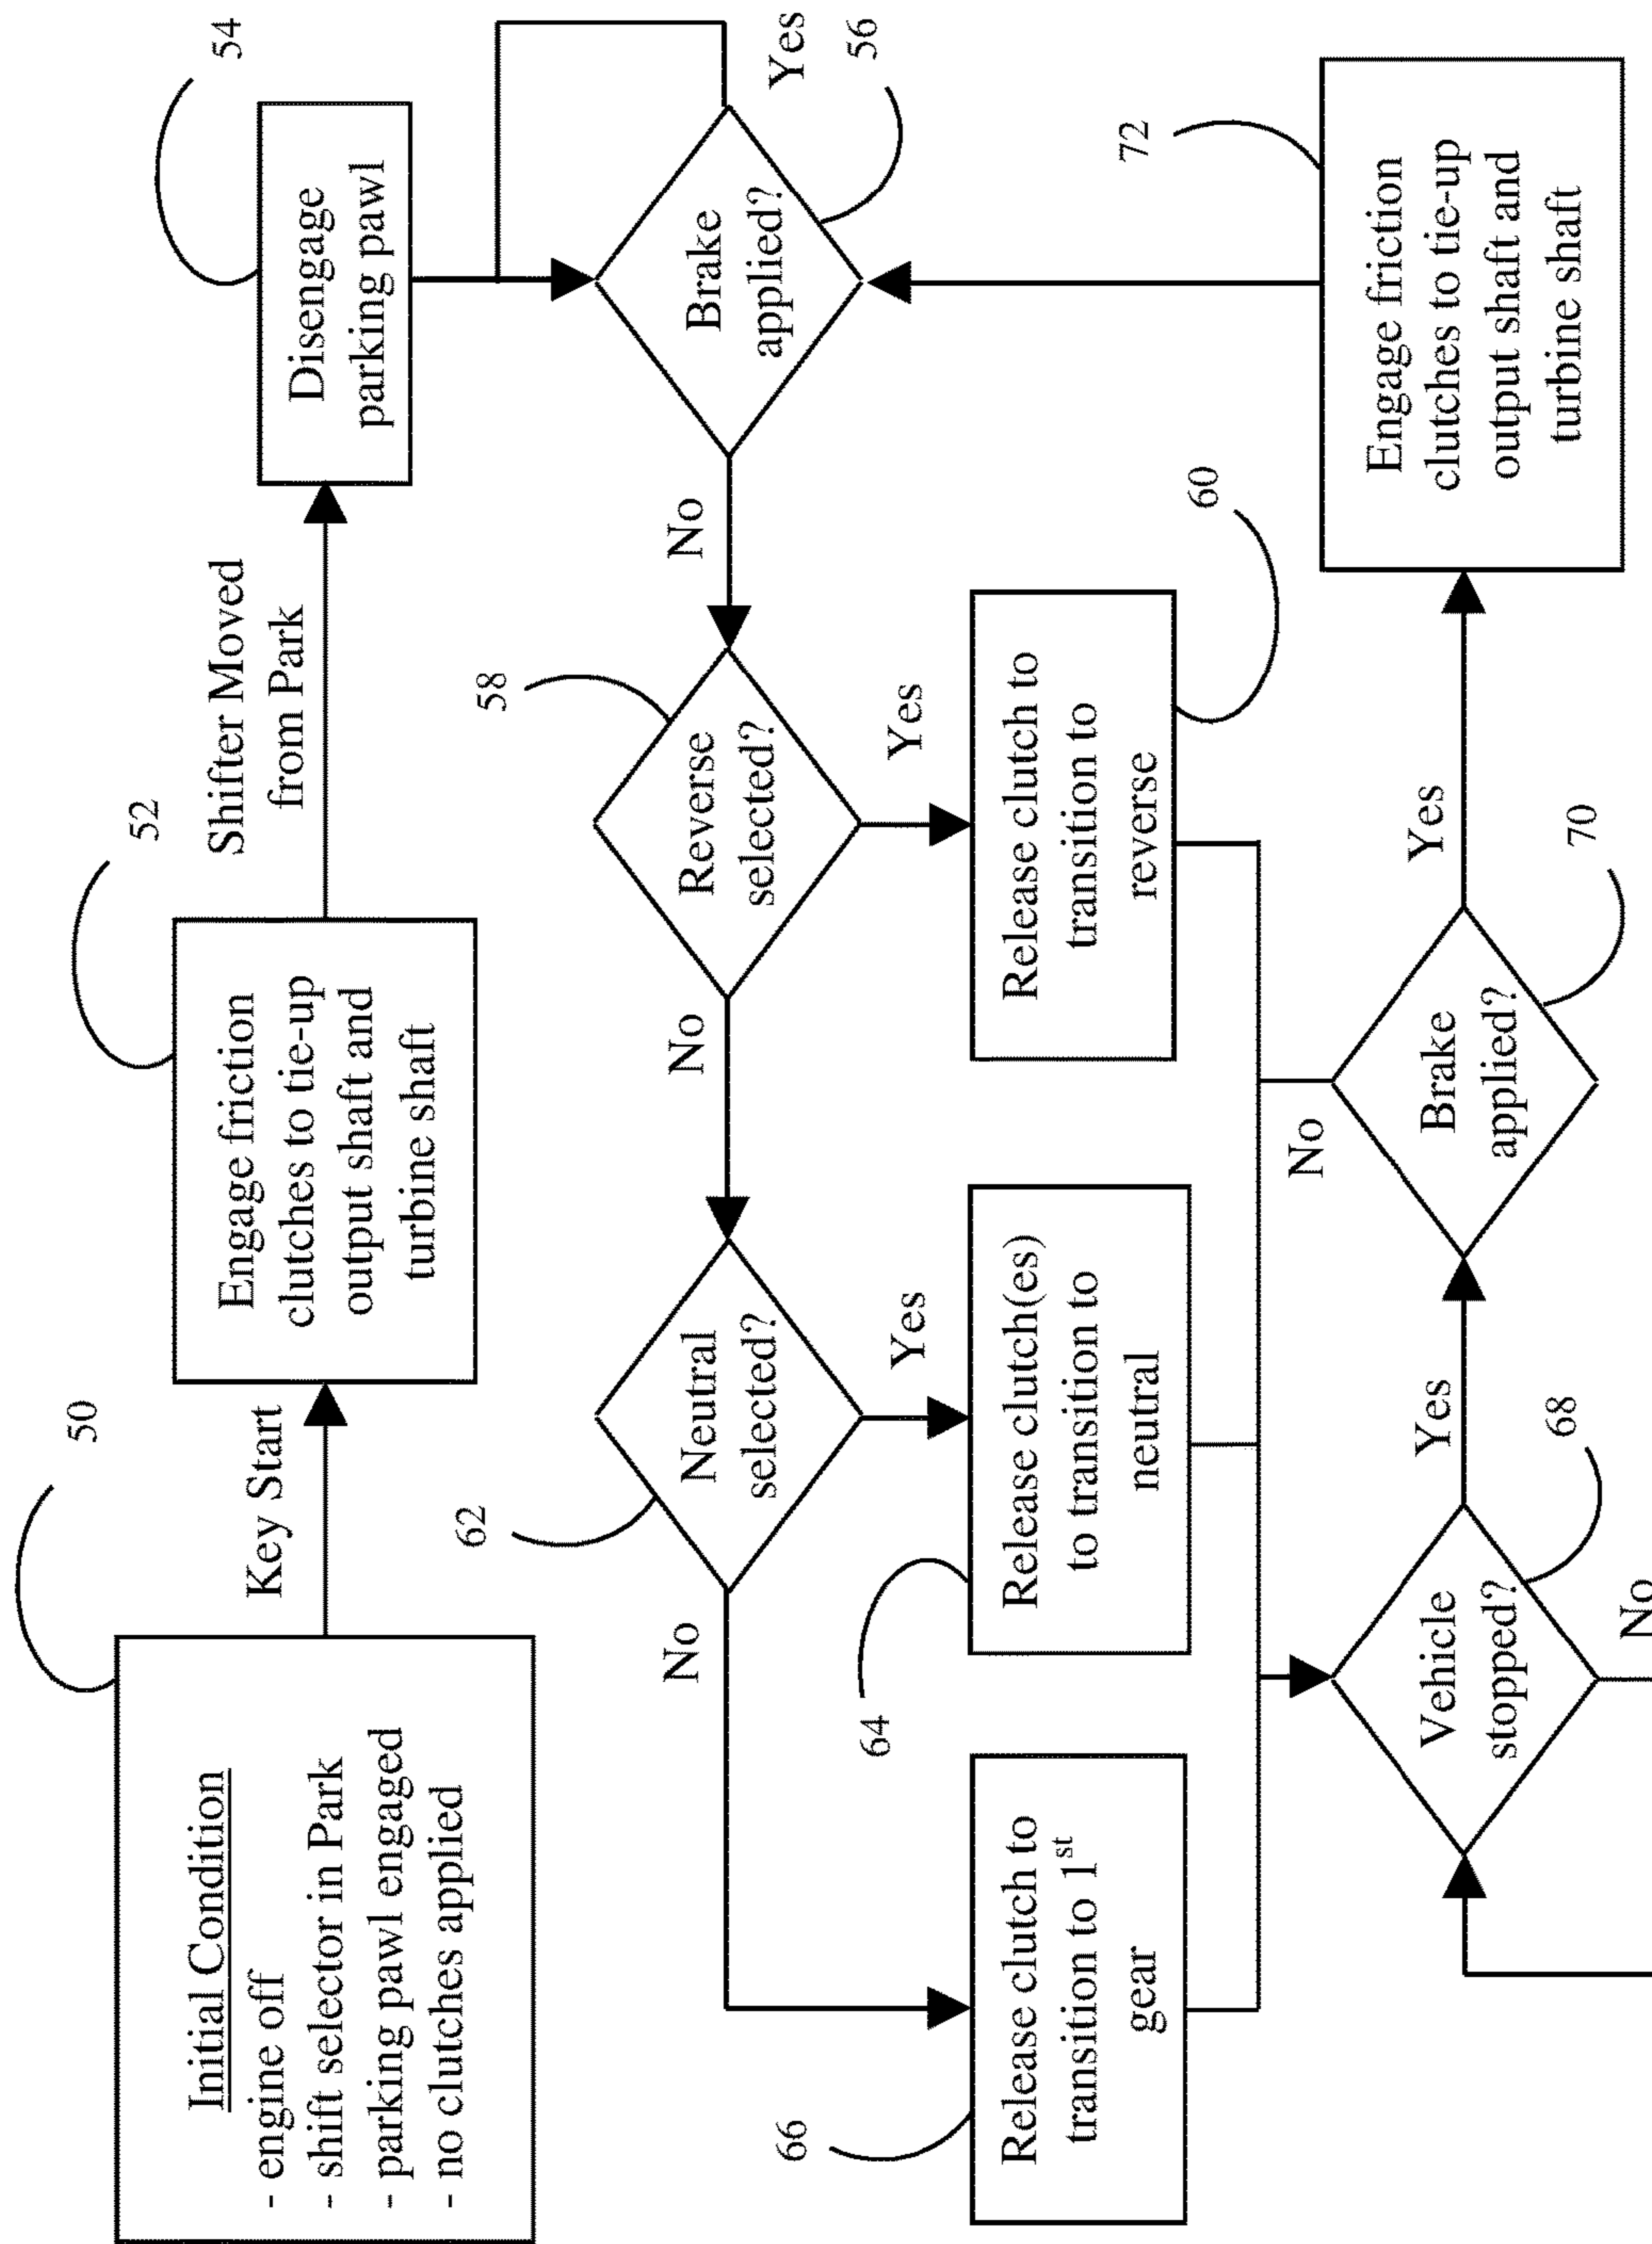 50
Initial Condition
- engine off
- shift selector in Park
- parking pawl engaged
- no clutches applied
Key Start
52
Engage friction
clutches to tie-up
output shaft and
turbine shaft
Shifter Moved
from Park
54
Disengage
parking pawl
Brake
applied?
Yes
56
No
58
Reverse
selected?
Yes
60
Release clutch to
transition to
reverse
No
62
Neutral
selected?
Yes
64
Release clutch(es)
to transition to
neutral
No
66
Release clutch to
transition to 1st
gear
Vehicle
stopped?
68
No
Yes
Brake
applied?
70
No
Yes
72
Engage friction
clutches to tie-up
output shaft and
turbine shaft